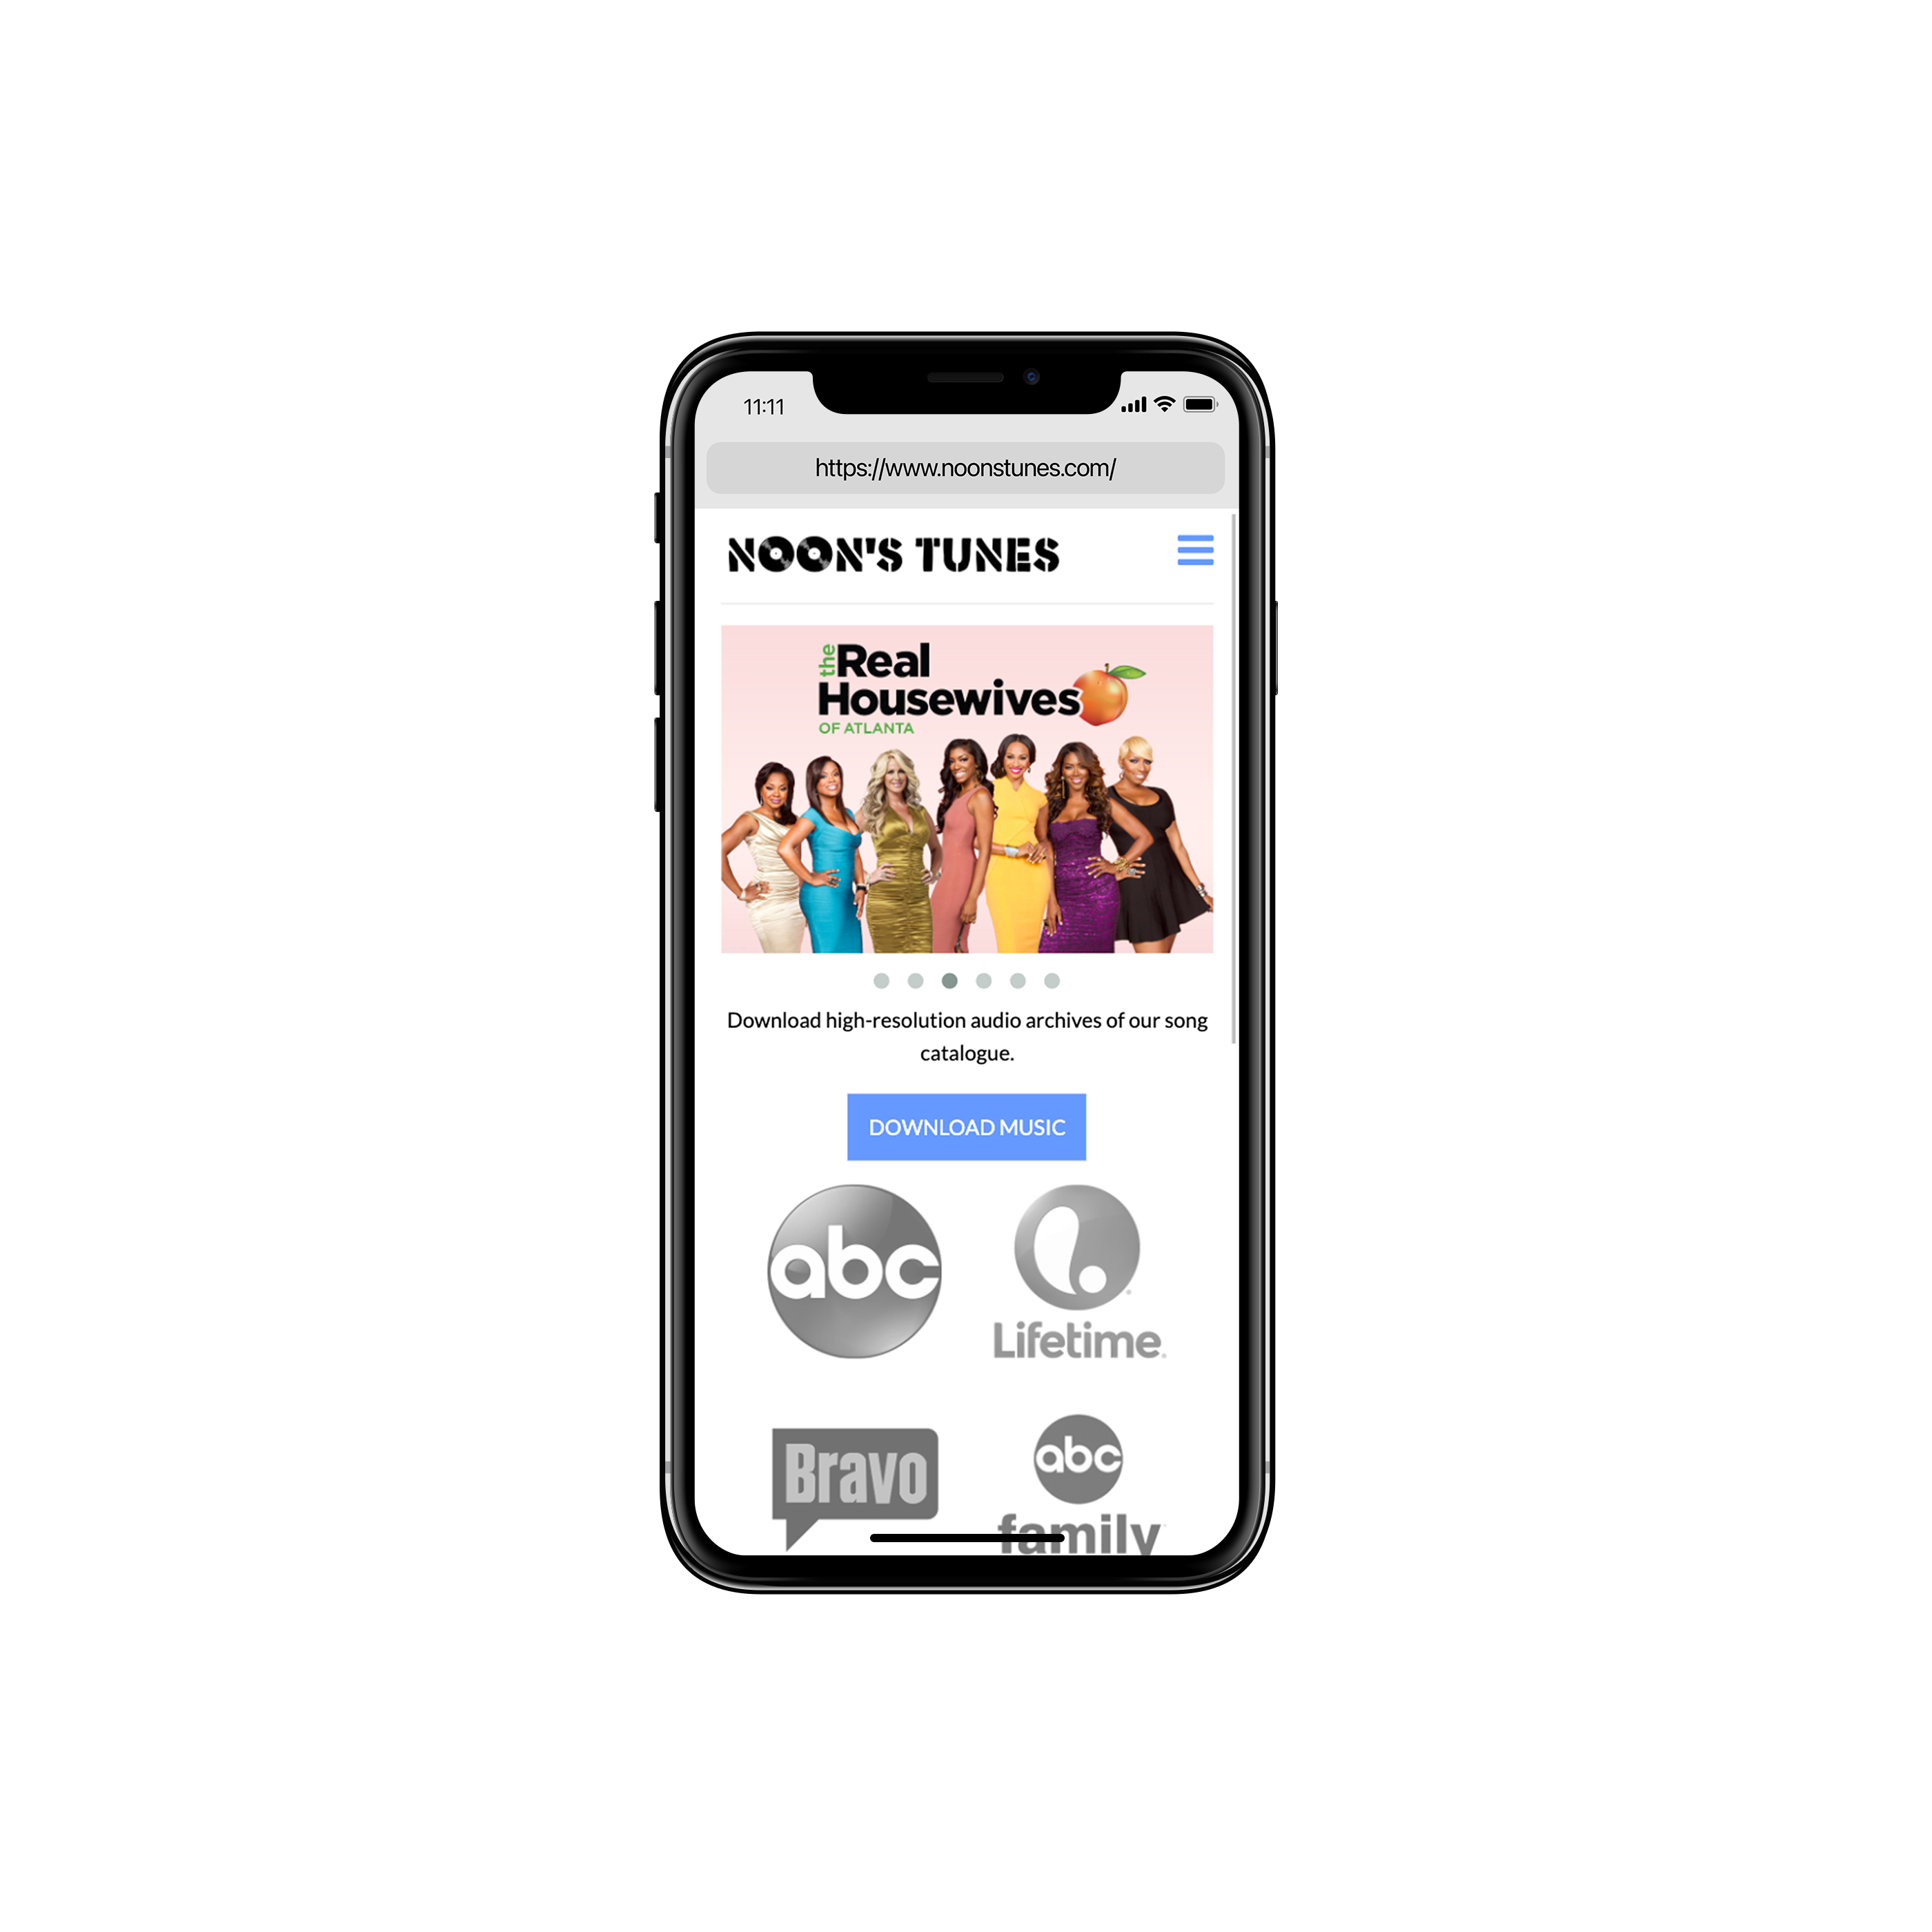 11:11
https://www.noonstunes.com/
NOON'S TUNES
the Real
Housewives
OF ATLANTA
Download high-resolution audio archives of our song
catalogue.
DOWNLOAD MUSIC
abc
Lifetime
Bravo
abc
family